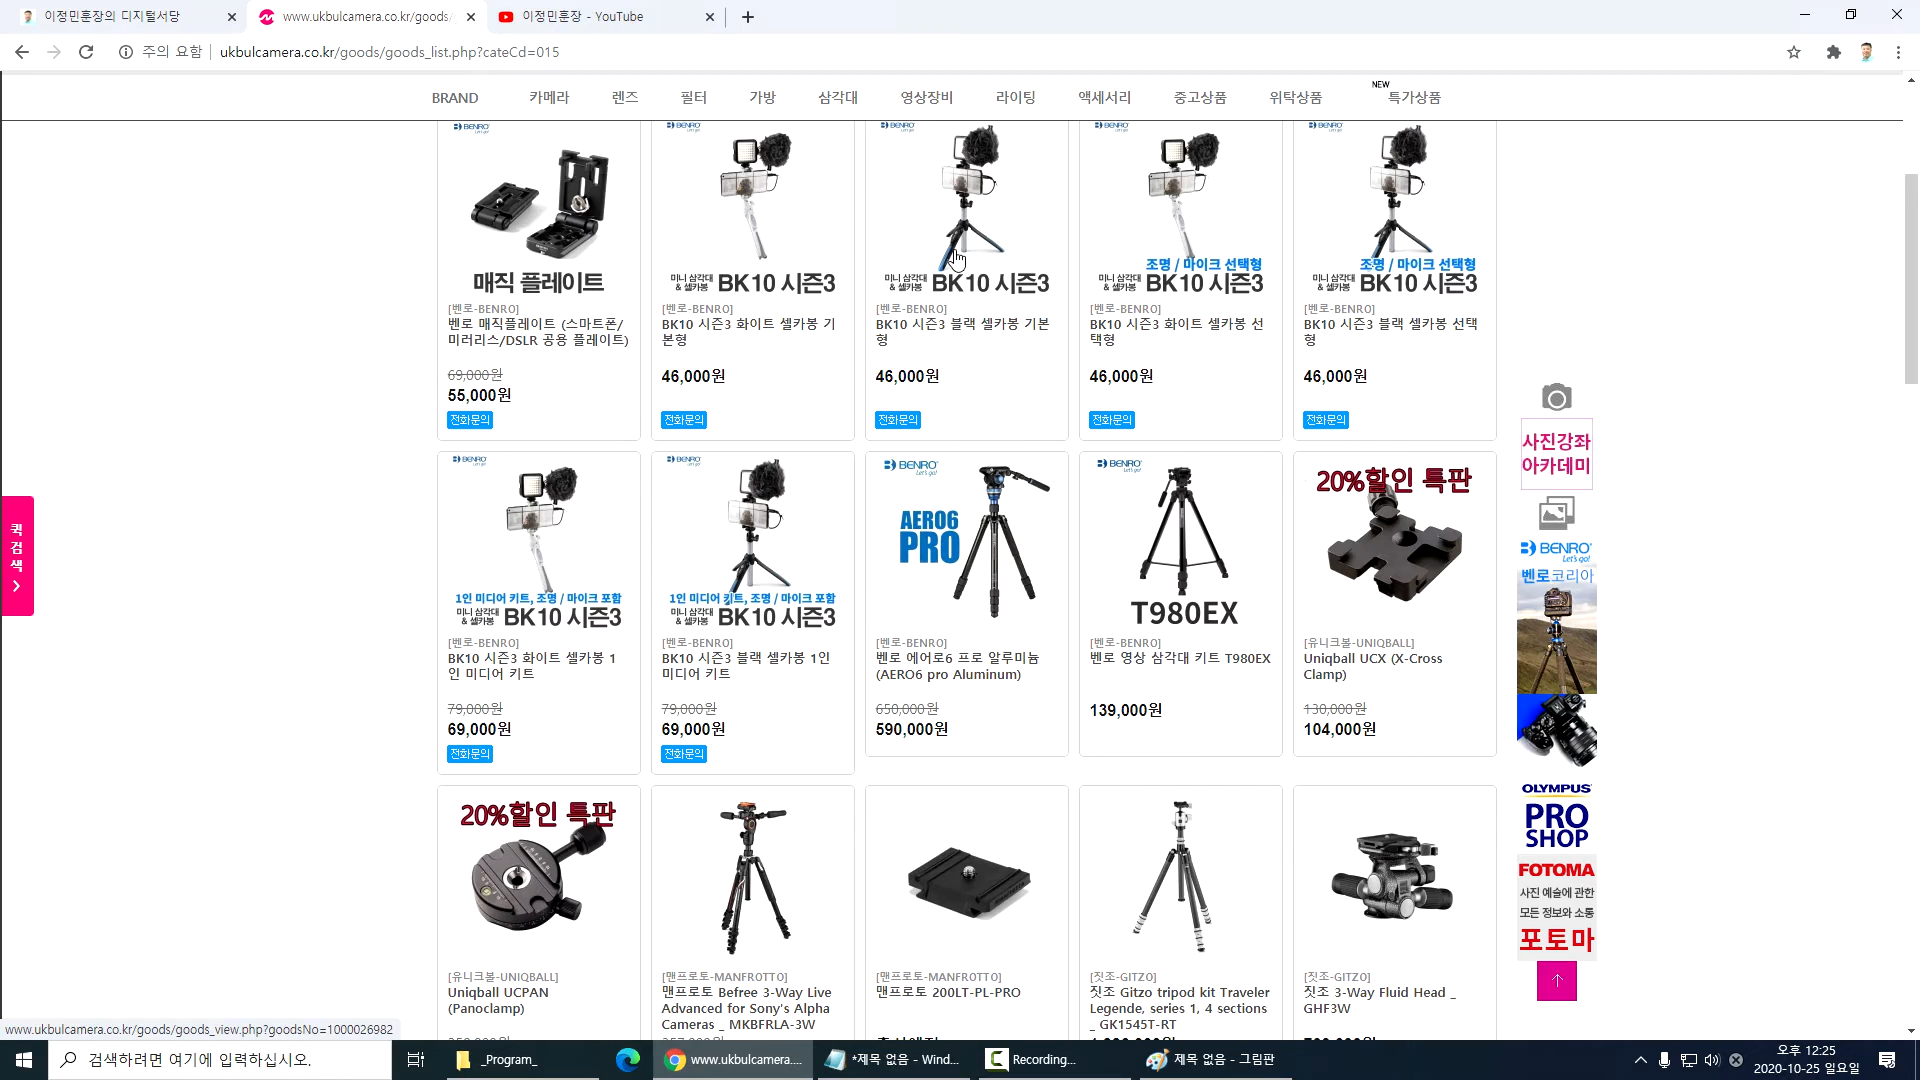 이정민훈장의 디지털서당
www.ukbulcamera.co.kr/goods/
이정민훈장 - YouTube
주의 요함
ukbulcamera.co.kr/goods/goods_list.php?cateCd=015
BRAND
카메라
렌즈
필터
가방
삼각대
영상장비
라이팅
액세서리
중고상품
위탁상품
NEW
특가상품
BENRO
매직 플레이트
[벤로-BENRO]
벤로 매직플레이트 (스마트폰/
미러리스/DSLR 공용 플레이트)
69,000원
55,000원
전화문의
BENRO
미니 삼각대
& 셀카봉 BK10 시즌3
[벤로-BENRO]
BK10 시즌3 화이트 셀카봉 기
본형
46,000원
전화문의
BENRO
미니 삼각대
& 셀카봉 BK10 시즌3
[벤로-BENRO]
BK10 시즌3 블랙 셀카봉 기본
형
46,000원
전화문의
BENRO
조명 / 마이크 선택형
미니 삼각대
& 셀카봉 BK10 시즌3
[벤로-BENRO]
BK10 시즌3 화이트 셀카봉 선
택형
46,000원
전화문의
BENRO
조명 / 마이크 선택형
미니 삼각대
& 셀카봉 BK10 시즌3
[벤로-BENRO]
BK10 시즌3 블랙 셀카봉 선택
형
46,000원
전화문의
BENRO
Let's go!
1인 미디어 키트, 조명 / 마이크 포함
미니 삼각대
& 셀카봉 BK10 시즌3
[벤로-BENRO]
BK10 시즌3 화이트 셀카봉 1
인 미디어 키트
79,000원
69,000원
전화문의
BENRO
Let's go!
1인 미디어 키트, 조명 / 마이크 포함
미니 삼각대
& 셀카봉 BK10 시즌3
[벤로-BENRO]
BK10 시즌3 블랙 셀카봉 1인
미디어 키트
79,000원
69,000원
전화문의
BENRO
Let's go!
AERO6
PRO
[벤로-BENRO]
벤로 에어로6 프로 알루미늄
(AERO6 pro Aluminum)
650,000원
590,000원
BENRO
Let's go!
T980EX
[벤로-BENRO]
벤로 영상 삼각대 키트 T980EX
139,000원
20%할인 특판
[유니크볼-UNIQBALL]
Uniqball UCX (X-Cross
Clamp)
130,000원
104,000원
20%할인 특판
[유니크볼-UNIQBALL]
Uniqball UCPAN
(Panoclamp)
[맨프로토-MANFROTTO]
맨프로토 Befree 3-Way Live
Advanced for Sony's Alpha
Cameras _ MKBFRLA-3W
[맨프로토-MANFROTTO]
맨프로토 200LT-PL-PRO
[짓조-GITZO]
짓조 Gitzo tripod kit Traveler
Legende, series 1, 4 sections
_ GK1545T-RT
[짓조-GITZO]
짓조 3-Way Fluid Head _
GHF3W
퀵
검
색
사진강좌
아카데미
BENRO
Let's go!
벤로코리아
OLYMPUS
PRO
SHOP
FOTOMA
사진 예술에 관한
모든 정보와 소통
포토마
www.ukbulcamera.co.kr/goods/goods_view.php?goodsNo=1000026982
검색하려면 여기에 입력하십시오.
_Program_
www.ukbulcamera....
*제목 없음 - Wind...
Recording...
제목 없음 - 그림판
오후 12:25
2020-10-25 일요일